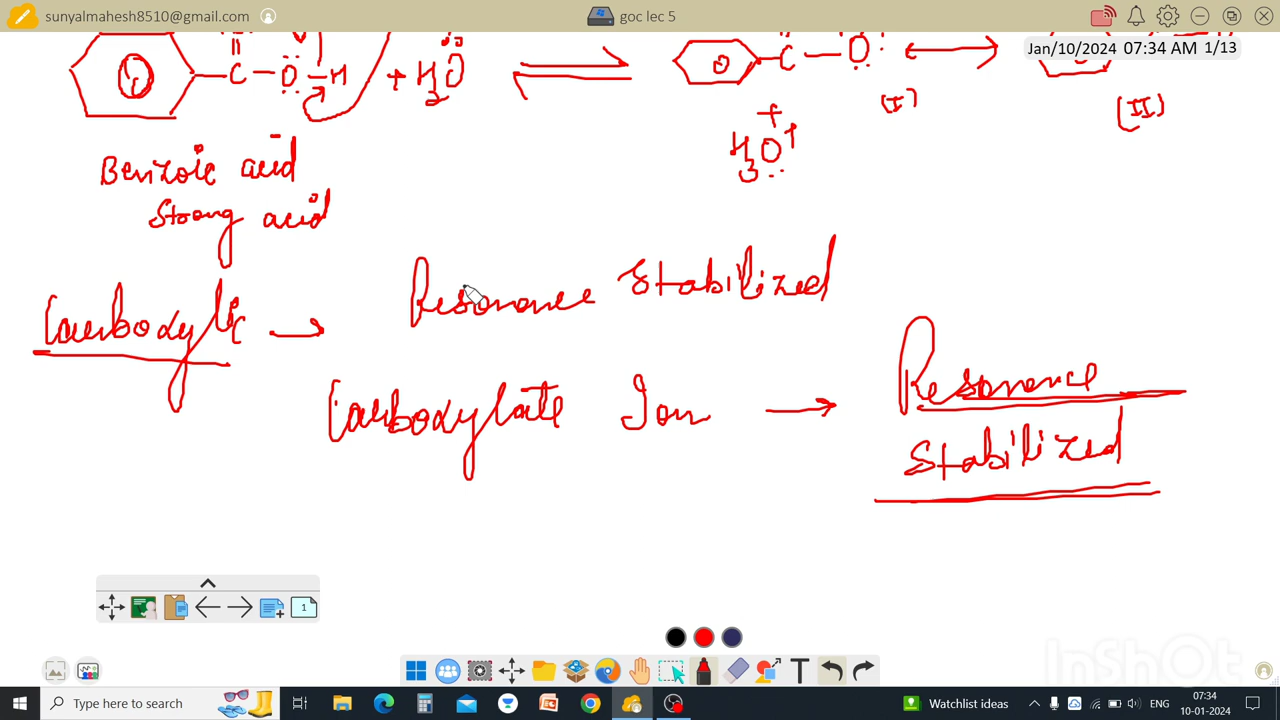 sunyalmahesh8510@gmail.com
goc lec 5
Jan/10/2024 07:34 AM 1/13
C — O — H + H2O
C — O
(I)
(II)
+
H3O+
Benzoic acid
Strong acid
Carboxylic → Resonance Stabilized
Carboxylate Ion → Resonance Stabilized
1
InShOt
Type here to search
Watchlist ideas
ENG
07:34
10-01-2024